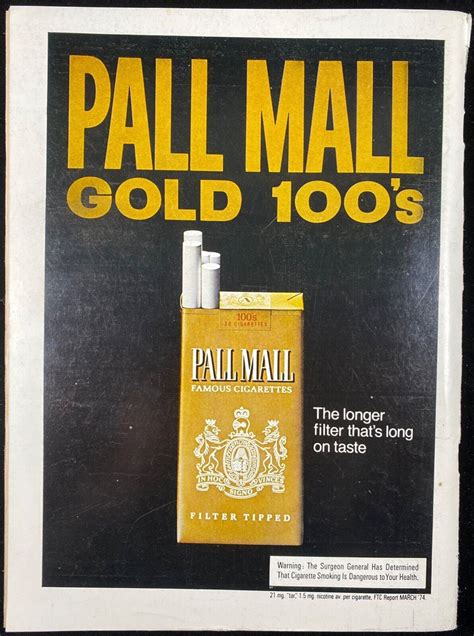 PALL MALL
GOLD 100's
100's
20 CIGARETTES
PALL MALL
FAMOUS CIGARETTES
IN HOC
SIGNO
VINCES
FILTER TIPPED
The longer
filter that's long
on taste
Warning: The Surgeon General Has Determined
That Cigarette Smoking Is Dangerous to Your Health.
21 mg. "tar," 1.5 mg. nicotine av. per cigarette, FTC Report MARCH '74.